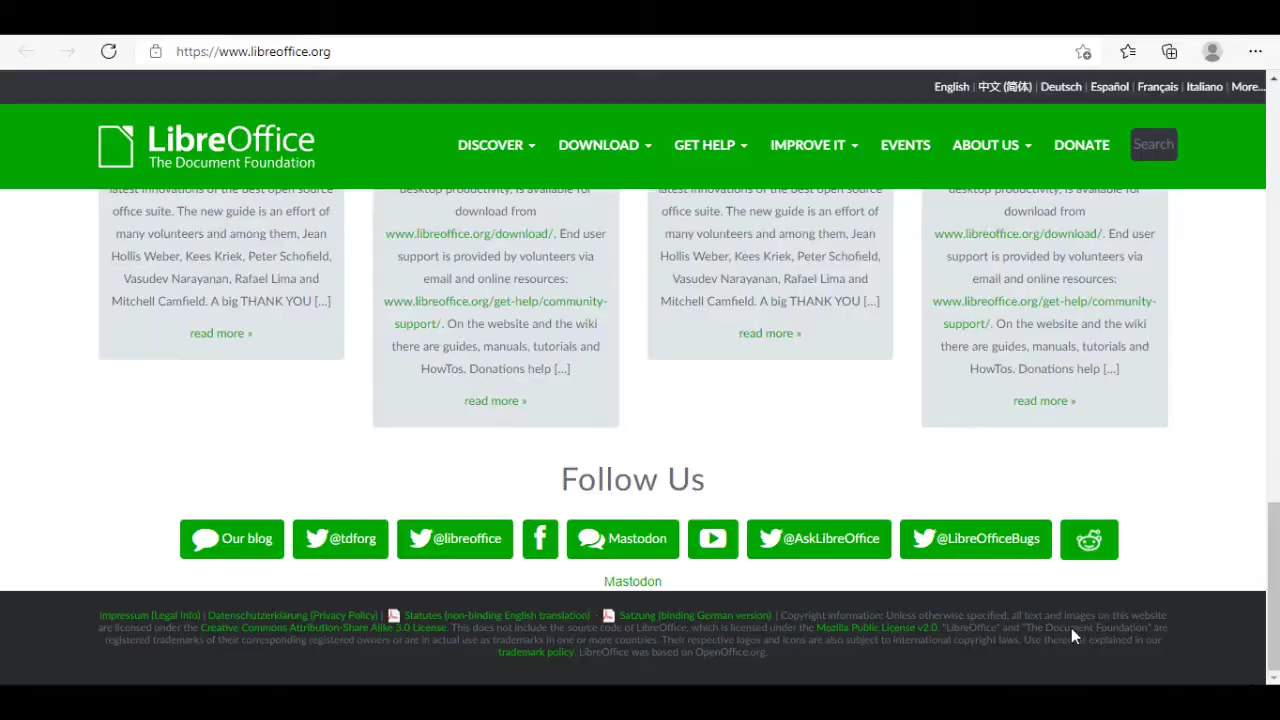 https://www.libreoffice.org
English | 中文 (简体) | Deutsch | Español | Français | Italiano | More...
LibreOffice
The Document Foundation
DISCOVER DOWNLOAD GET HELP IMPROVE IT EVENTS ABOUT US DONATE Search
latest innovations of the best open source
office suite. The new guide is an effort of
many volunteers and among them, Jean
Hollis Weber, Kees Kriek, Peter Schofield,
Vasudev Narayanan, Rafael Lima and
Mitchell Camfield. A big THANK YOU [...]
read more »
desktop productivity, is available for
download from
www.libreoffice.org/download/. End user
support is provided by volunteers via
email and online resources:
www.libreoffice.org/get-help/community-
support/. On the website and the wiki
there are guides, manuals, tutorials and
HowTos. Donations help [...]
read more »
latest innovations of the best open source
office suite. The new guide is an effort of
many volunteers and among them, Jean
Hollis Weber, Kees Kriek, Peter Schofield,
Vasudev Narayanan, Rafael Lima and
Mitchell Camfield. A big THANK YOU [...]
read more »
desktop productivity, is available for
download from
www.libreoffice.org/download/. End user
support is provided by volunteers via
email and online resources:
www.libreoffice.org/get-help/community-
support/. On the website and the wiki
there are guides, manuals, tutorials and
HowTos. Donations help [...]
read more »
Follow Us
Our blog @tdforg @libreoffice Mastodon @AskLibreOffice @LibreOfficeBugs
Mastodon
Impressum (Legal Info) | Datenschutzerklärung (Privacy Policy) | Statutes (non-binding English translation) - Satzung (binding German version) | Copyright information: Unless otherwise specified, all text and images on this website
are licensed under the Creative Commons Attribution-Share Alike 3.0 License. This does not include the source code of LibreOffice, which is licensed under the Mozilla Public License v2.0. "LibreOffice" and "The Document Foundation" are
registered trademarks of their corresponding registered owners or are in actual use as trademarks in one or more countries. Their respective logos and icons are also subject to international copyright laws. Use thereof is explained in our
trademark policy. LibreOffice was based on OpenOffice.org.